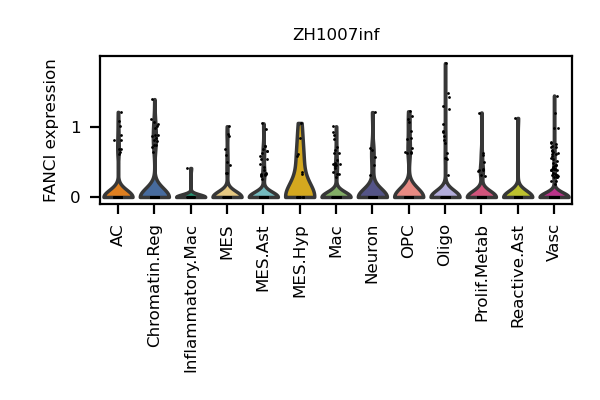 ZH1007inf
FANCI expression
1
0
AC
Chromatin.Reg
Inflammatory.Mac
MES
MES.Ast
MES.Hyp
Mac
Neuron
OPC
Oligo
Prolif.Metab
Reactive.Ast
Vasc